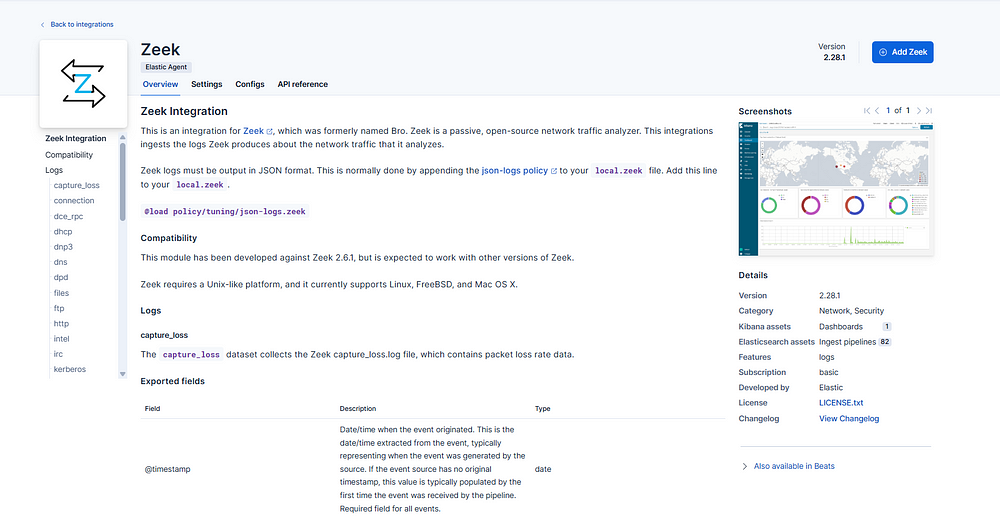 Back to integrations
Zeek
Elastic Agent
Version
2.28.1
Add Zeek
Overview
Settings
Configs
API reference
Zeek Integration
Compatibility
Logs
capture_loss
connection
dce_rpc
dhcp
dnp3
dns
dpd
files
ftp
http
intel
irc
kerberos
Zeek Integration
This is an integration for Zeek, which was formerly named Bro. Zeek is a passive, open-source network traffic analyzer. This integrations
ingests the logs Zeek produces about the network traffic that it analyzes.
Zeek logs must be output in JSON format. This is normally done by appending the json-logs policy to your local.zeek file. Add this line
to your local.zeek .
@load policy/tuning/json-logs.zeek
Compatibility
This module has been developed against Zeek 2.6.1, but is expected to work with other versions of Zeek.
Zeek requires a Unix-like platform, and it currently supports Linux, FreeBSD, and Mac OS X.
Logs
capture_loss
The capture_loss dataset collects the Zeek capture_loss.log file, which contains packet loss rate data.
Exported fields
Field Description Type
@timestamp
Date/time when the event originated. This is the
date/time extracted from the event, typically
representing when the event was generated by the
source. If the event source has no original
timestamp, this value is typically populated by the
first time the event was received by the pipeline.
Required field for all events.
date
Screenshots
1 of 1
Details
Version 2.28.1
Category Network, Security
Kibana assets Dashboards 1
Elasticsearch assets Ingest pipelines 82
Features logs
Subscription basic
Developed by Elastic
License LICENSE.txt
Changelog View Changelog
Also available in Beats